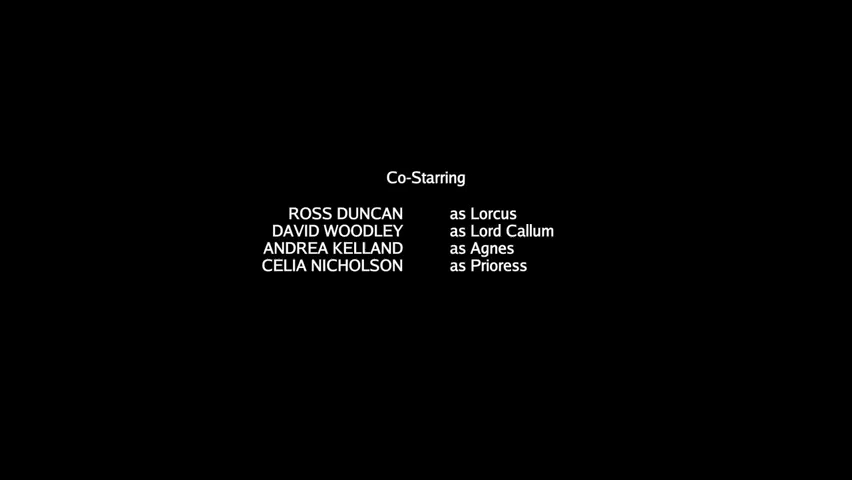 Co-Starring
ROSS DUNCAN as Lorcus
DAVID WOODLEY as Lord Callum
ANDREA KELLAND as Agnes
CELIA NICHOLSON as Prioress